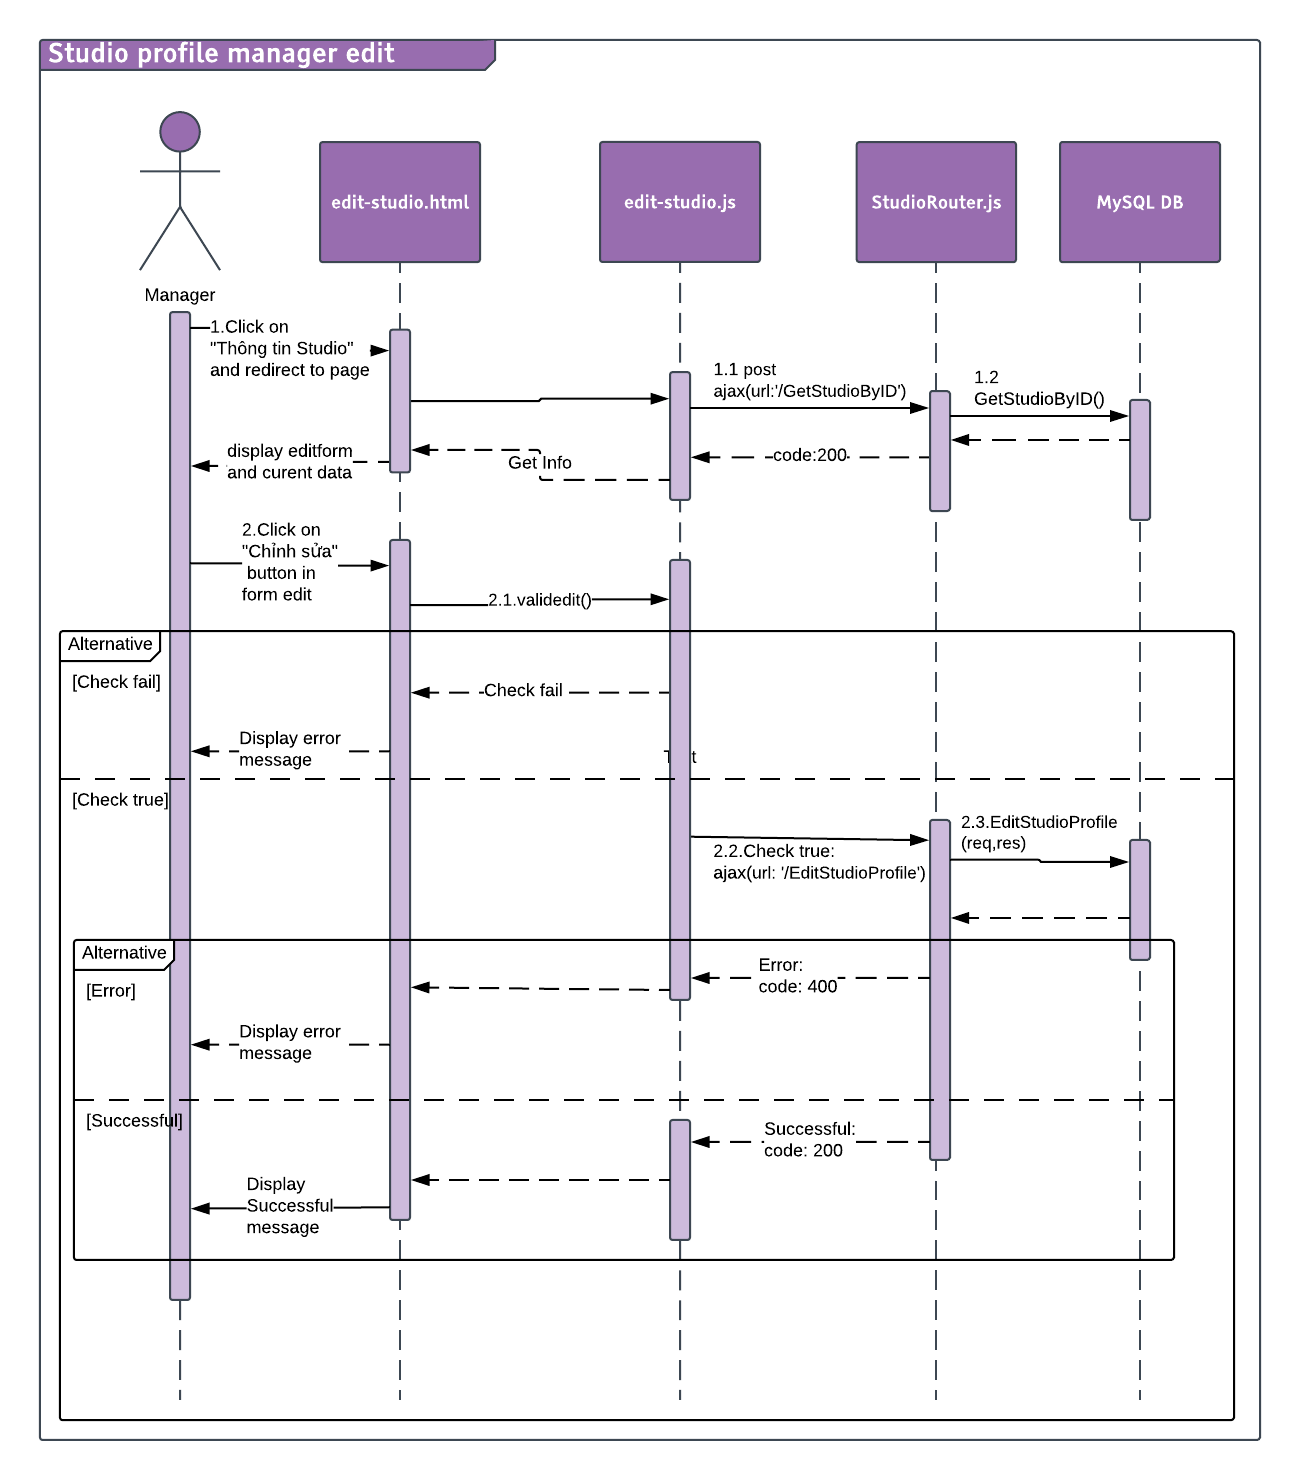 Studio profile manager edit
edit-studio.html
edit-studio.js
StudioRouter.js
MySQL DB
Manager
1.Click on
"Thông tin Studio"
and redirect to page
1.1 post
ajax(url:'/GetStudioByID')
1.2
GetStudioByID()
display editform
and curent data
Get Info
code:200
2.Click on
"Chỉnh sửa"
button in
form edit
2.1.validedit()
Alternative
[Check fail]
Check fail
Display error
message
[Check true]
2.2.Check true:
ajax(url: '/EditStudioProfile')
2.3.EditStudioProfile
(req,res)
Alternative
[Error]
Error:
code: 400
Display error
message
[Successful]
Successful:
code: 200
Display
Successful
message